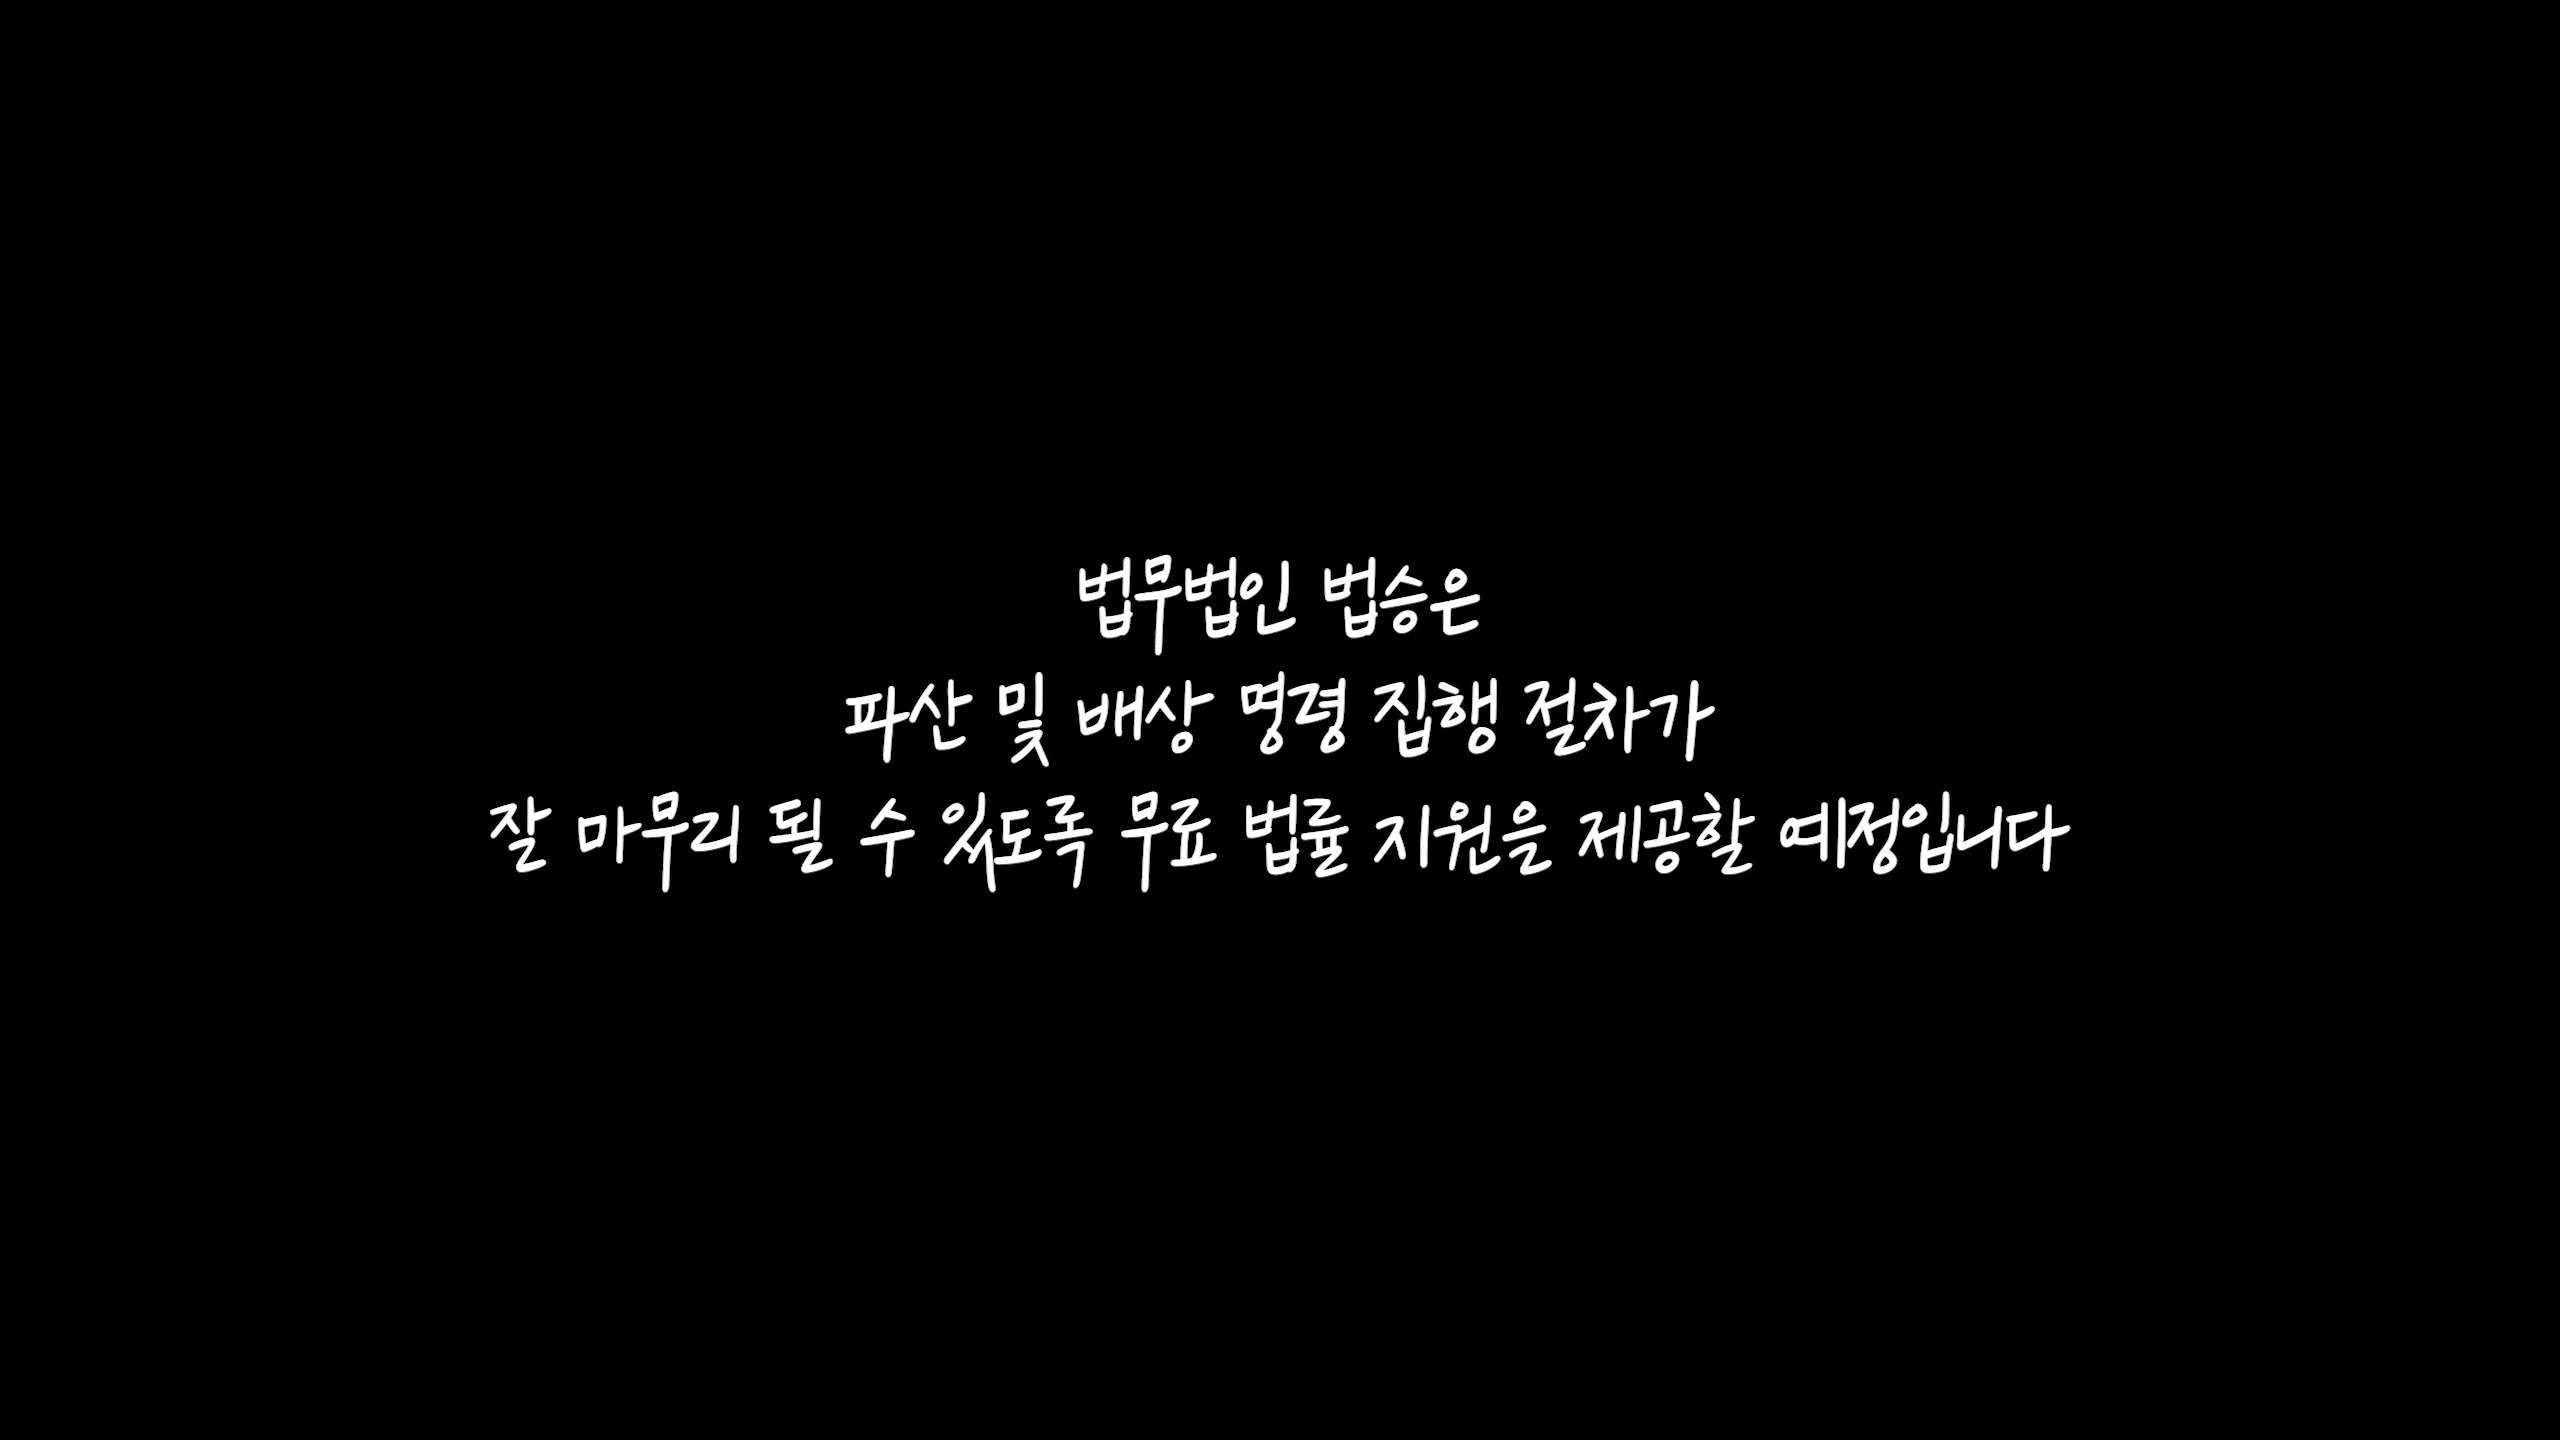 법무법인 법승은
파산 및 배상 명령 집행 절차가
잘 마무리 될 수 있도록 무료 법률 지원을 제공할 예정입니다